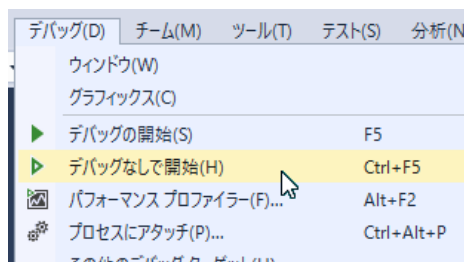 デバッグ(D) チーム(M) ツール(T) テスト(S) 分析(N
ウィンドウ(W)
グラフィックス(C)
デバッグの開始(S) F5
デバッグなしで開始(H) Ctrl+F5
パフォーマンス プロファイラー(F)... Alt+F2
プロセスにアタッチ(P)... Ctrl+Alt+P